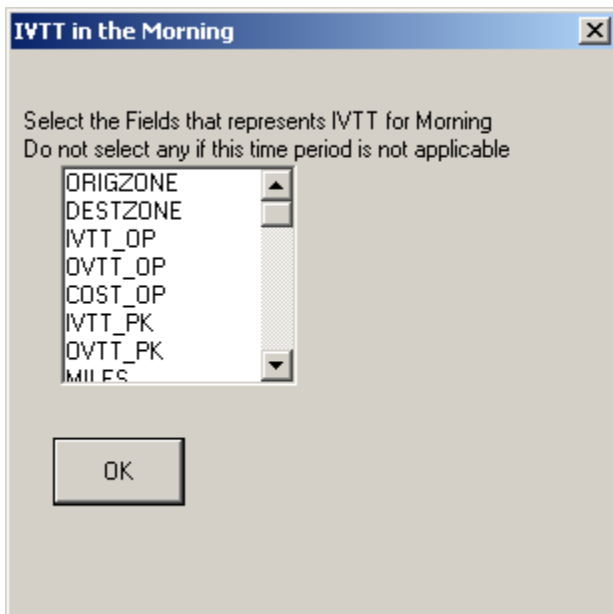 IVTT in the Morning
Select the Fields that represents IVTT for Morning
Do not select any if this time period is not applicable
ORIGZONE
DESTZONE
IVTT_OP
OVTT_OP
COST_OP
IVTT_PK
OVTT_PK
MILES
OK